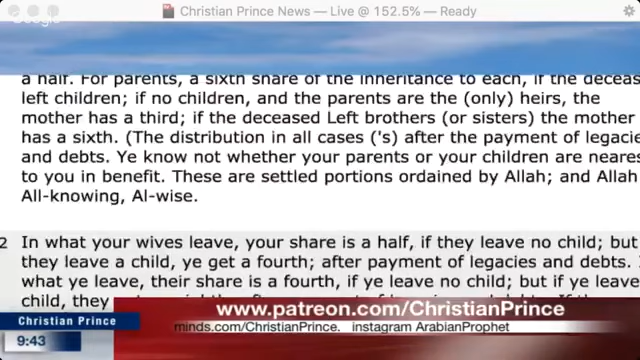 Christian Prince News — Live @ 152.5% — Ready
Google
a half. For parents, a sixth share of the inheritance to each, if the deceas
left children; if no children, and the parents are the (only) heirs, the
mother has a third; if the deceased Left brothers (or sisters) the mother
has a sixth. (The distribution in all cases ('s) after the payment of legacie
and debts. Ye know not whether your parents or your children are neares
to you in benefit. These are settled portions ordained by Allah; and Allah
All-knowing, Al-wise.
2 In what your wives leave, your share is a half, if they leave no child; but
they leave a child, ye get a fourth; after payment of legacies and debts.
what ye leave, their share is a fourth, if ye leave no child; but if ye leave
child, they
www.patreon.com/ChristianPrince
Christian Prince
minds.com/ChristianPrince. instagram ArabianProphet
9:43